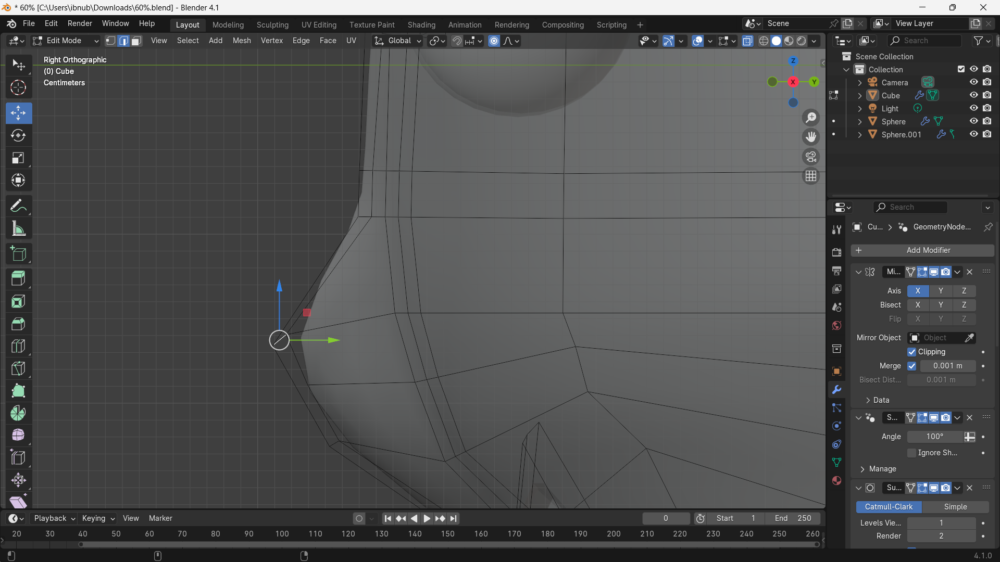 * 60% [C:\Users\ibnub\Downloads\60%.blend] - Blender 4.1
File Edit Render Window Help Layout Modeling Sculpting UV Editing Texture Paint Shading Animation Rendering Compositing Scripting + Scene View Layer
Edit Mode View Select Add Mesh Vertex Edge Face UV Global Search
Right Orthographic
(0) Cube
Centimeters
Z
X
Y
Scene Collection
Collection
Camera
Cube
Light
Sphere
Sphere.001
Search
Cu... GeometryNode...
Add Modifier
Mi...
Axis X Y Z
Bisect X Y Z
Flip X Y Z
Mirror Object Object
Clipping
Merge 0.001 m
Bisect Dist... 0.001 m
Data
S...
Angle 100°
Ignore Sh...
Manage
Su...
Catmull-Clark Simple
Levels Vie... 1
Render 2
Playback Keying View Marker 0 Start 1 End 250
20 30 40 50 60 70 80 90 100 110 120 130 140 150 160 170 180 190 200 210 220 230 240 250 260
4.1.0